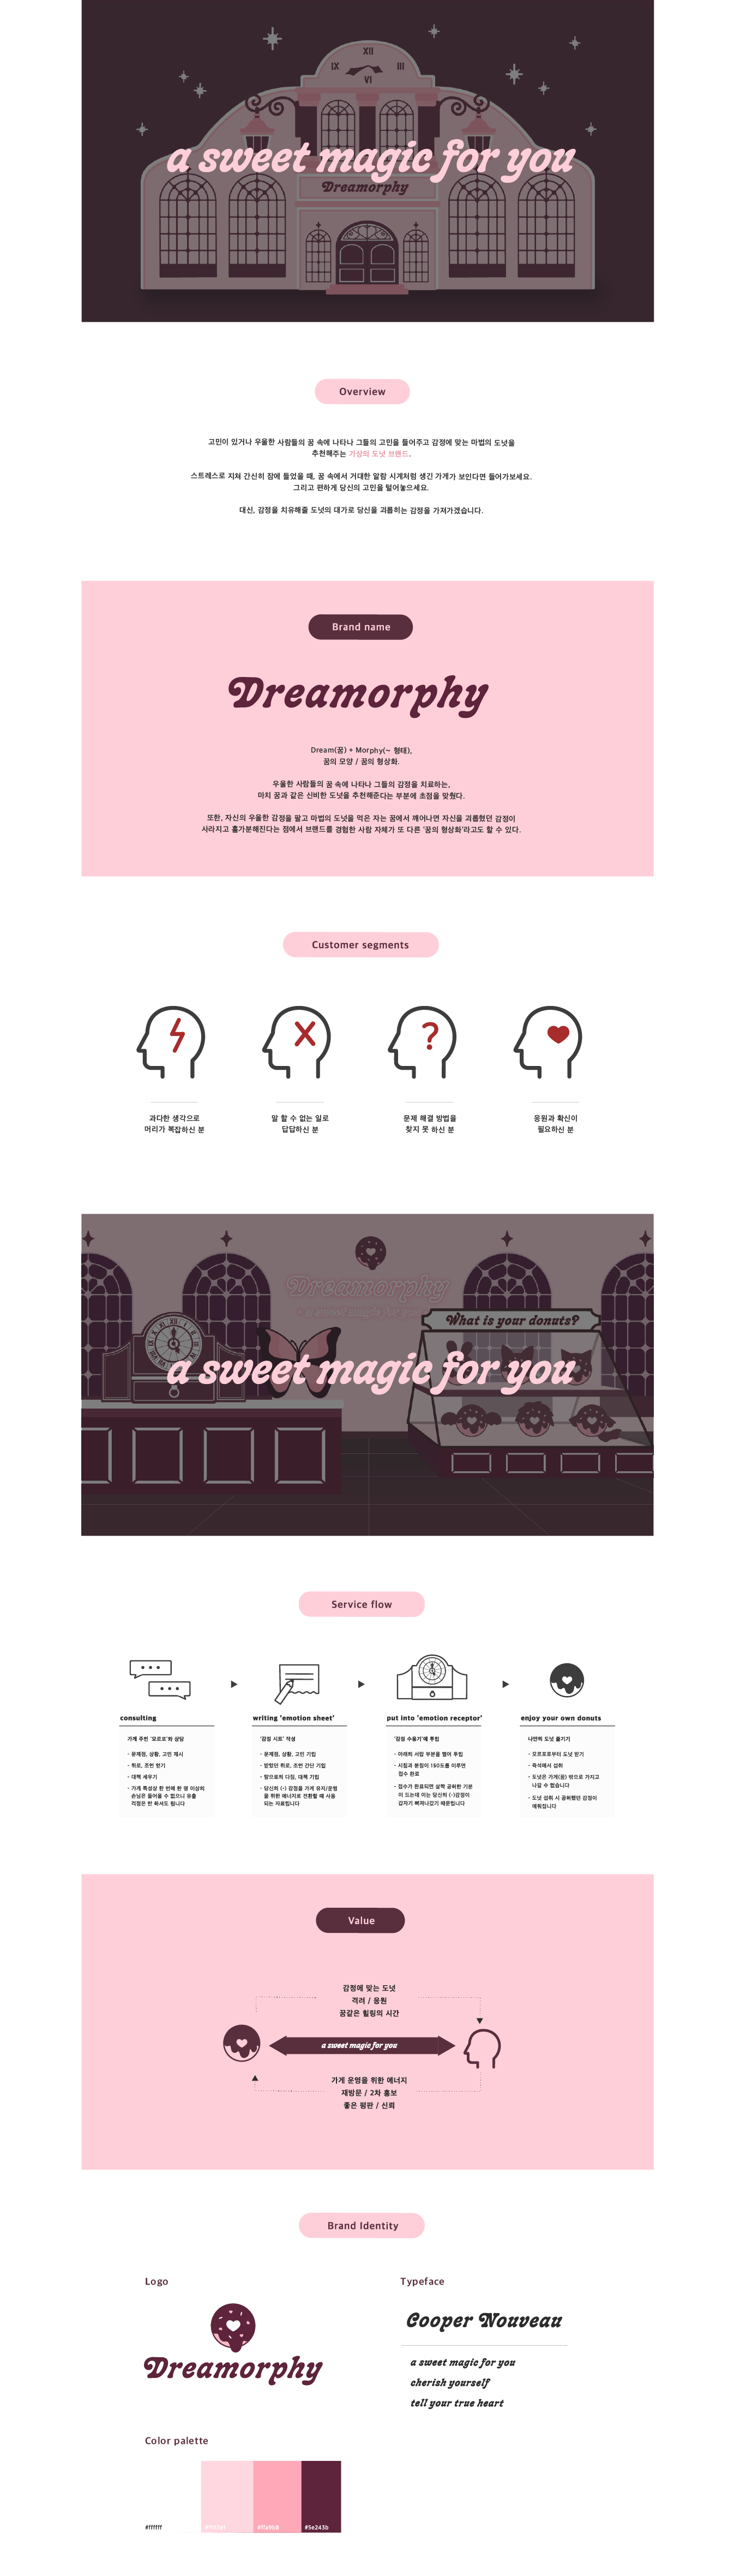 XII
IX
III
VI
a sweet magic for you
Dreamorphy
Overview
고민이 있거나 우울한 사람들의 꿈 속에 나타나 그들의 고민을 들어주고 감정에 맞는 마법의 도넛을
추천해주는 가상의 도넛 브랜드.
스트레스로 지쳐 간신히 잠에 들었을 때, 꿈 속에서 거대한 알람 시계처럼 생긴 가게가 보인다면 들어가보세요.
그리고 편하게 당신의 고민을 털어놓으세요.
대신, 감정을 치유해줄 도넛의 대가로 당신을 괴롭히는 감정을 가져가겠습니다.
Brand name
Dreamorphy
Dream(꿈) + Morphy(~ 형태),
꿈의 모양 / 꿈의 형상화.
우울한 사람들의 꿈 속에 나타나 그들의 감정을 치료하는,
마치 꿈과 같은 신비한 도넛을 추천해준다는 부분에 초점을 맞췄다.
또한, 자신의 우울한 감정을 팔고 마법의 도넛을 먹은 자는 꿈에서 깨어나면 자신을 괴롭혔던 감정이
사라지고 홀가분해진다는 점에서 브랜드를 경험한 사람 자체가 또 다른 '꿈의 형상화'라고도 할 수 있다.
Customer segments
과다한 생각으로
머리가 복잡하신 분
말 할 수 없는 일로
답답하신 분
문제 해결 방법을
찾지 못 하신 분
응원과 확신이
필요하신 분
Dreamorphy
What is your donuts?
a sweet magic for you
Service flow
consulting
가게 주인 '모르포'와 상담
- 문제점, 상황, 고민 제시
- 위로, 조언 받기
- 대책 세우기
- 가게 특성상 한 번에 한 명 이상의
손님은 들어올 수 없으니 유출
걱정은 안 하셔도 됩니다
writing 'emotion sheet'
'감정 시트' 작성
- 문제점, 상황, 고민 기입
- 받았던 위로, 조언 간단 기입
- 앞으로의 다짐, 대책 기입
- 당신의 (-) 감정을 가게 유지/운영
을 위한 에너지로 전환할 때 사용
되는 자료입니다
put into 'emotion receptor'
'감정 수용기'에 투입
- 아래의 서랍 부분을 열어 투입
- 시침과 분침이 180도를 이루면
접수 완료
- 접수가 완료되면 살짝 공허한 기분
이 드는데 이는 당신의 (-)감정이
갑자기 빠져나갔기 때문입니다
enjoy your own donuts
나만의 도넛 즐기기
- 모르포로부터 도넛 받기
- 즉석에서 섭취
- 도넛은 가게(꿈) 밖으로 가지고
나갈 수 없습니다
- 도넛 섭취 시 공허했던 감정이
메꿔집니다
Value
감정에 맞는 도넛
격려 / 응원
꿈같은 힐링의 시간
a sweet magic for you
가게 운영을 위한 에너지
재방문 / 2차 홍보
좋은 평판 / 신뢰
Brand Identity
Logo
Dreamorphy
Typeface
Cooper Nouveau
a sweet magic for you
cherish yourself
tell your true heart
Color palette
#ffffff
#ffa9b8
#5e243b